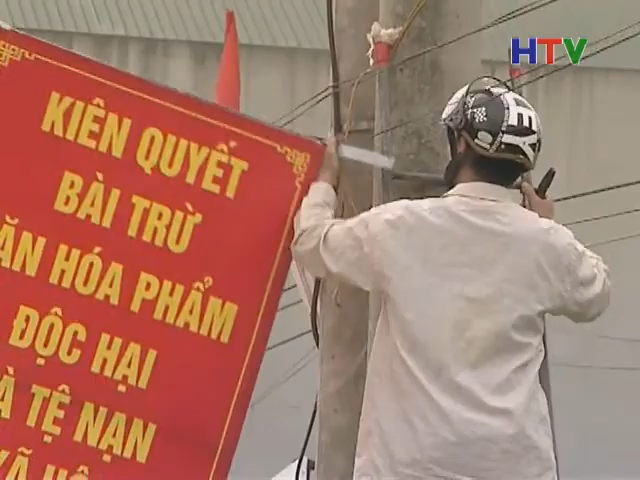 HTV
KIÊN QUYẾT
BÀI TRỪ
ĂN HÓA PHẨM
ĐỘC HẠI
À TỆ NẠN